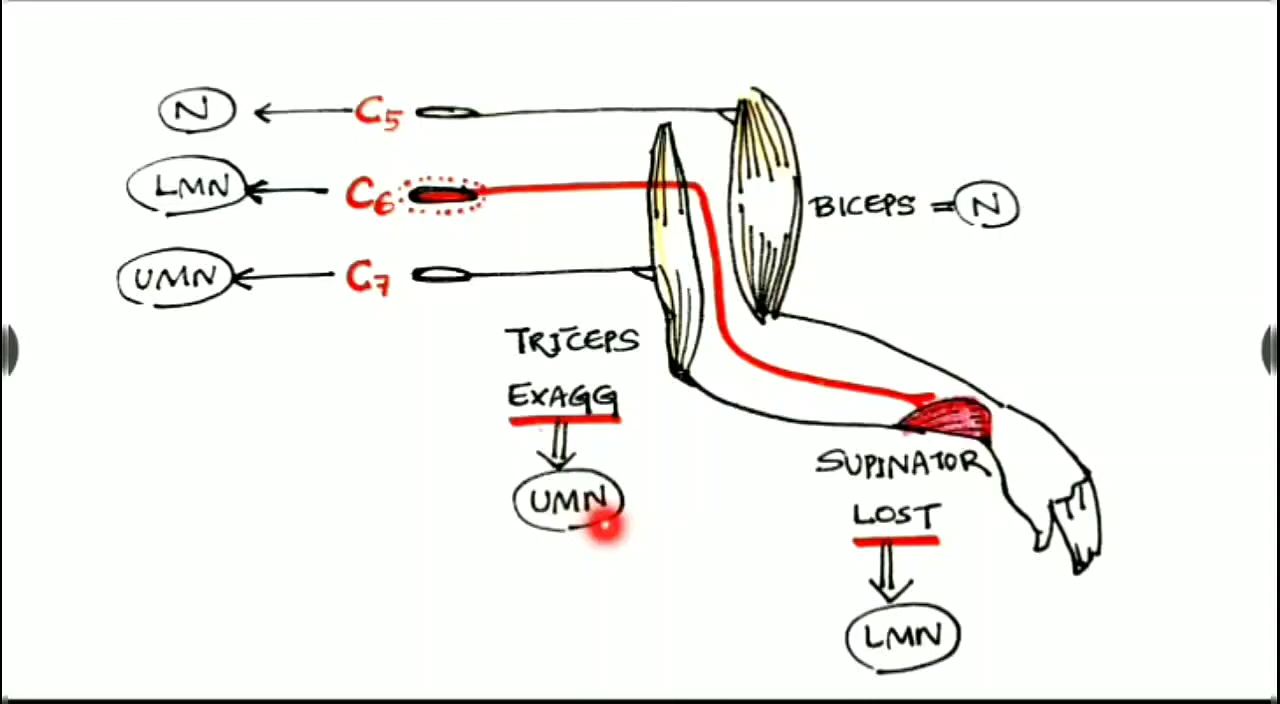 N ← C5
LMN ← C6
UMN ← C7
BICEPS = N
TRICEPS
EXAGG
UMN
SUPINATOR
LOST
LMN